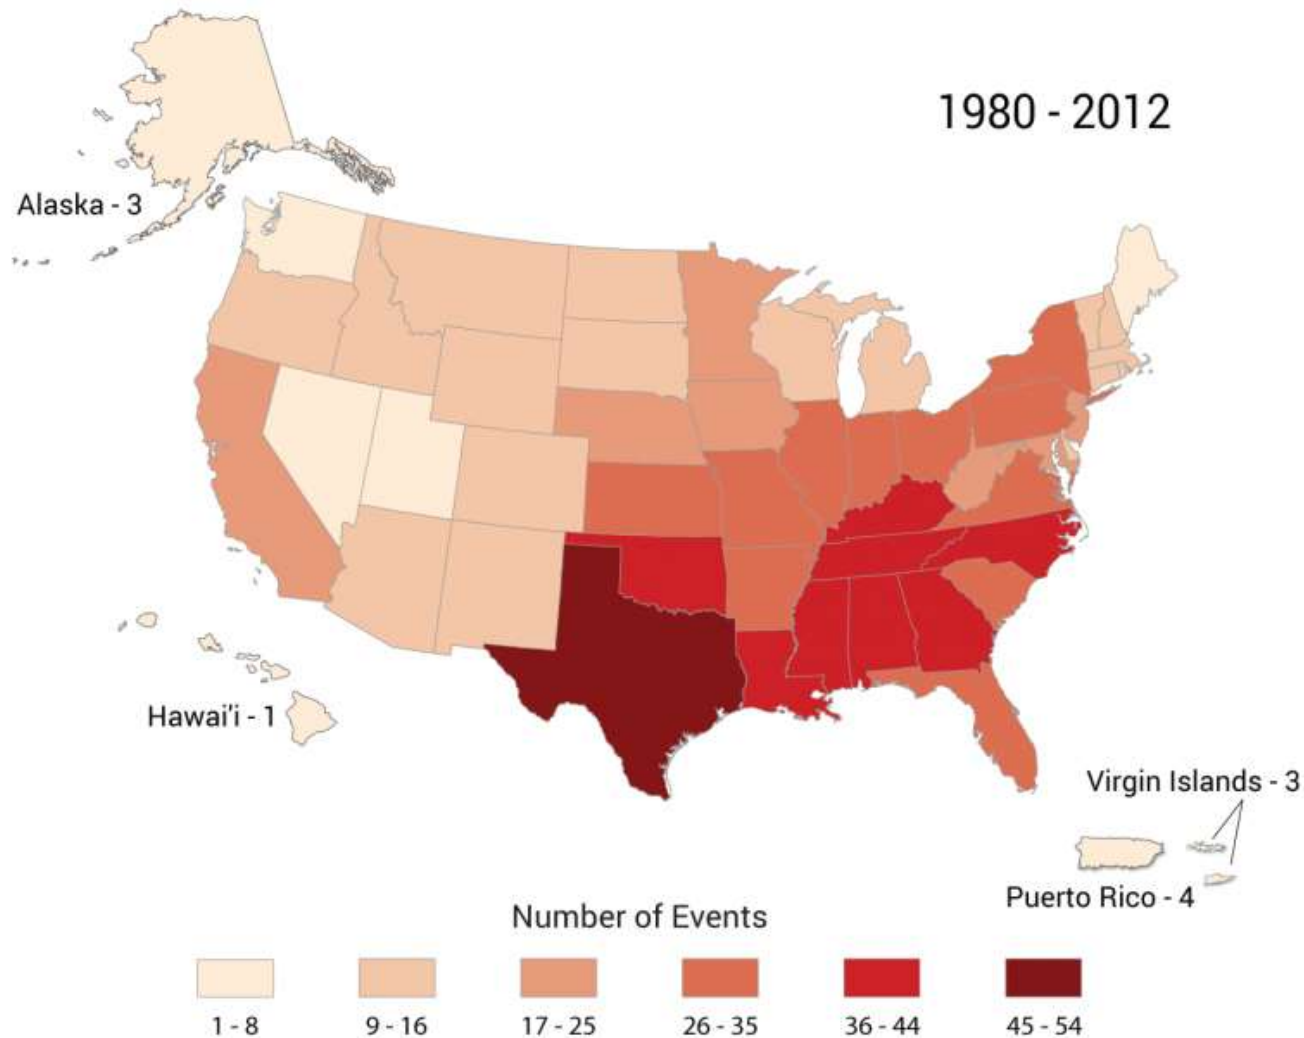 1980 - 2012
Alaska - 3
Hawai'i - 1
Virgin Islands - 3
Puerto Rico - 4
Number of Events
1 - 8
9 - 16
17 - 25
26 - 35
36 - 44
45 - 54